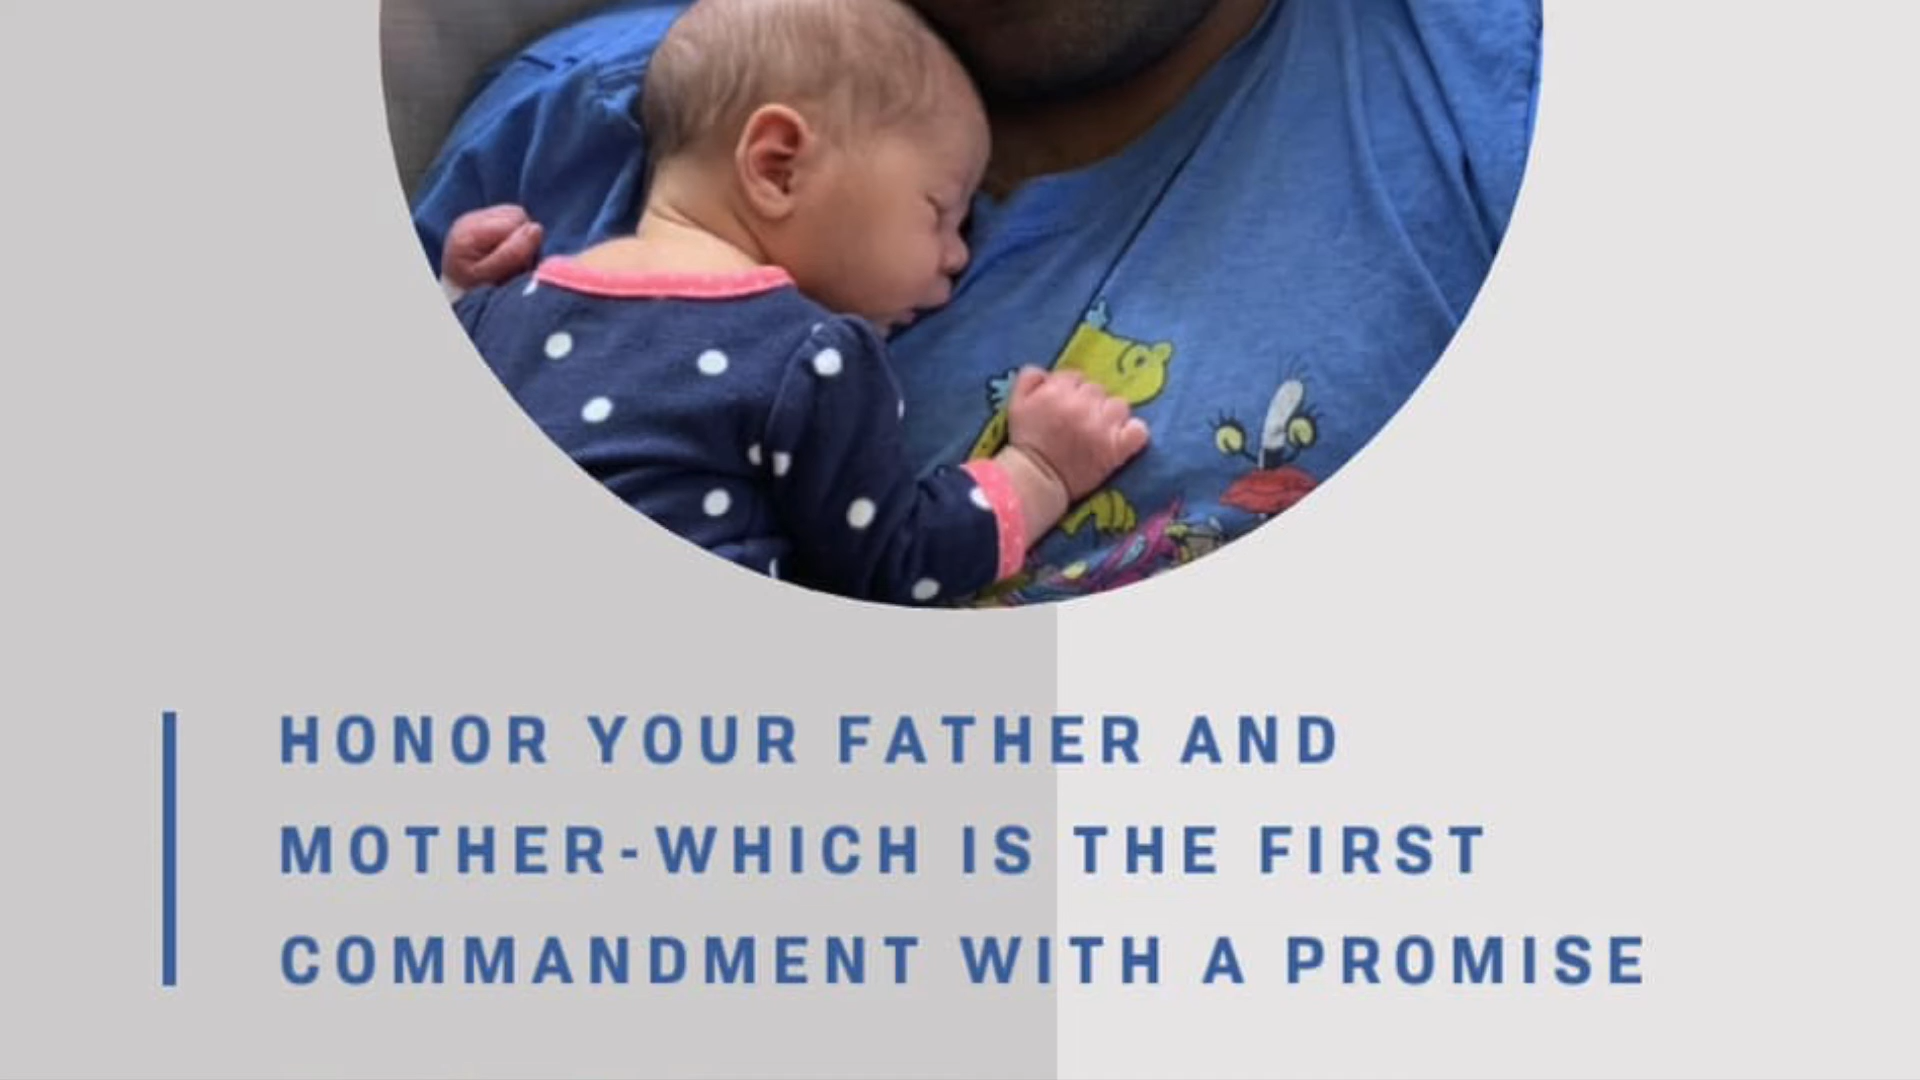 HONOR YOUR FATHER AND
MOTHER-WHICH IS THE FIRST
COMMANDMENT WITH A PROMISE